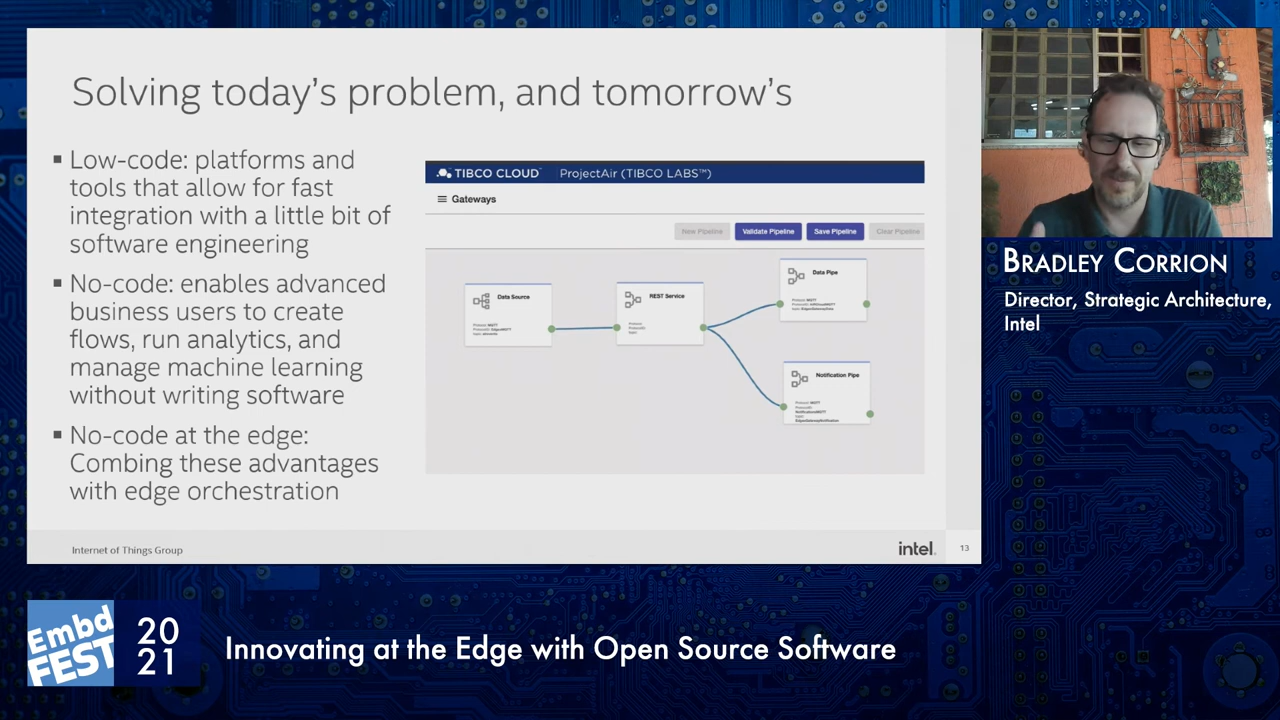 Solving today's problem, and tomorrow's
▪ Low-code: platforms and
tools that allow for fast
integration with a little bit of
software engineering
▪ No-code: enables advanced
business users to create
flows, run analytics, and
manage machine learning
without writing software
▪ No-code at the edge:
Combing these advantages
with edge orchestration
TIBCO CLOUD™ ProjectAir (TIBCO LABS™)
Gateways
New Pipeline Validate Pipeline Save Pipeline Clear Pipeline
Data Source
REST Service
Data Pipe
Notification Pipe
Internet of Things Group
intel.
13
BRADLEY CORRION
Director, Strategic Architecture,
Intel
Embd
FEST
20
21
Innovating at the Edge with Open Source Software